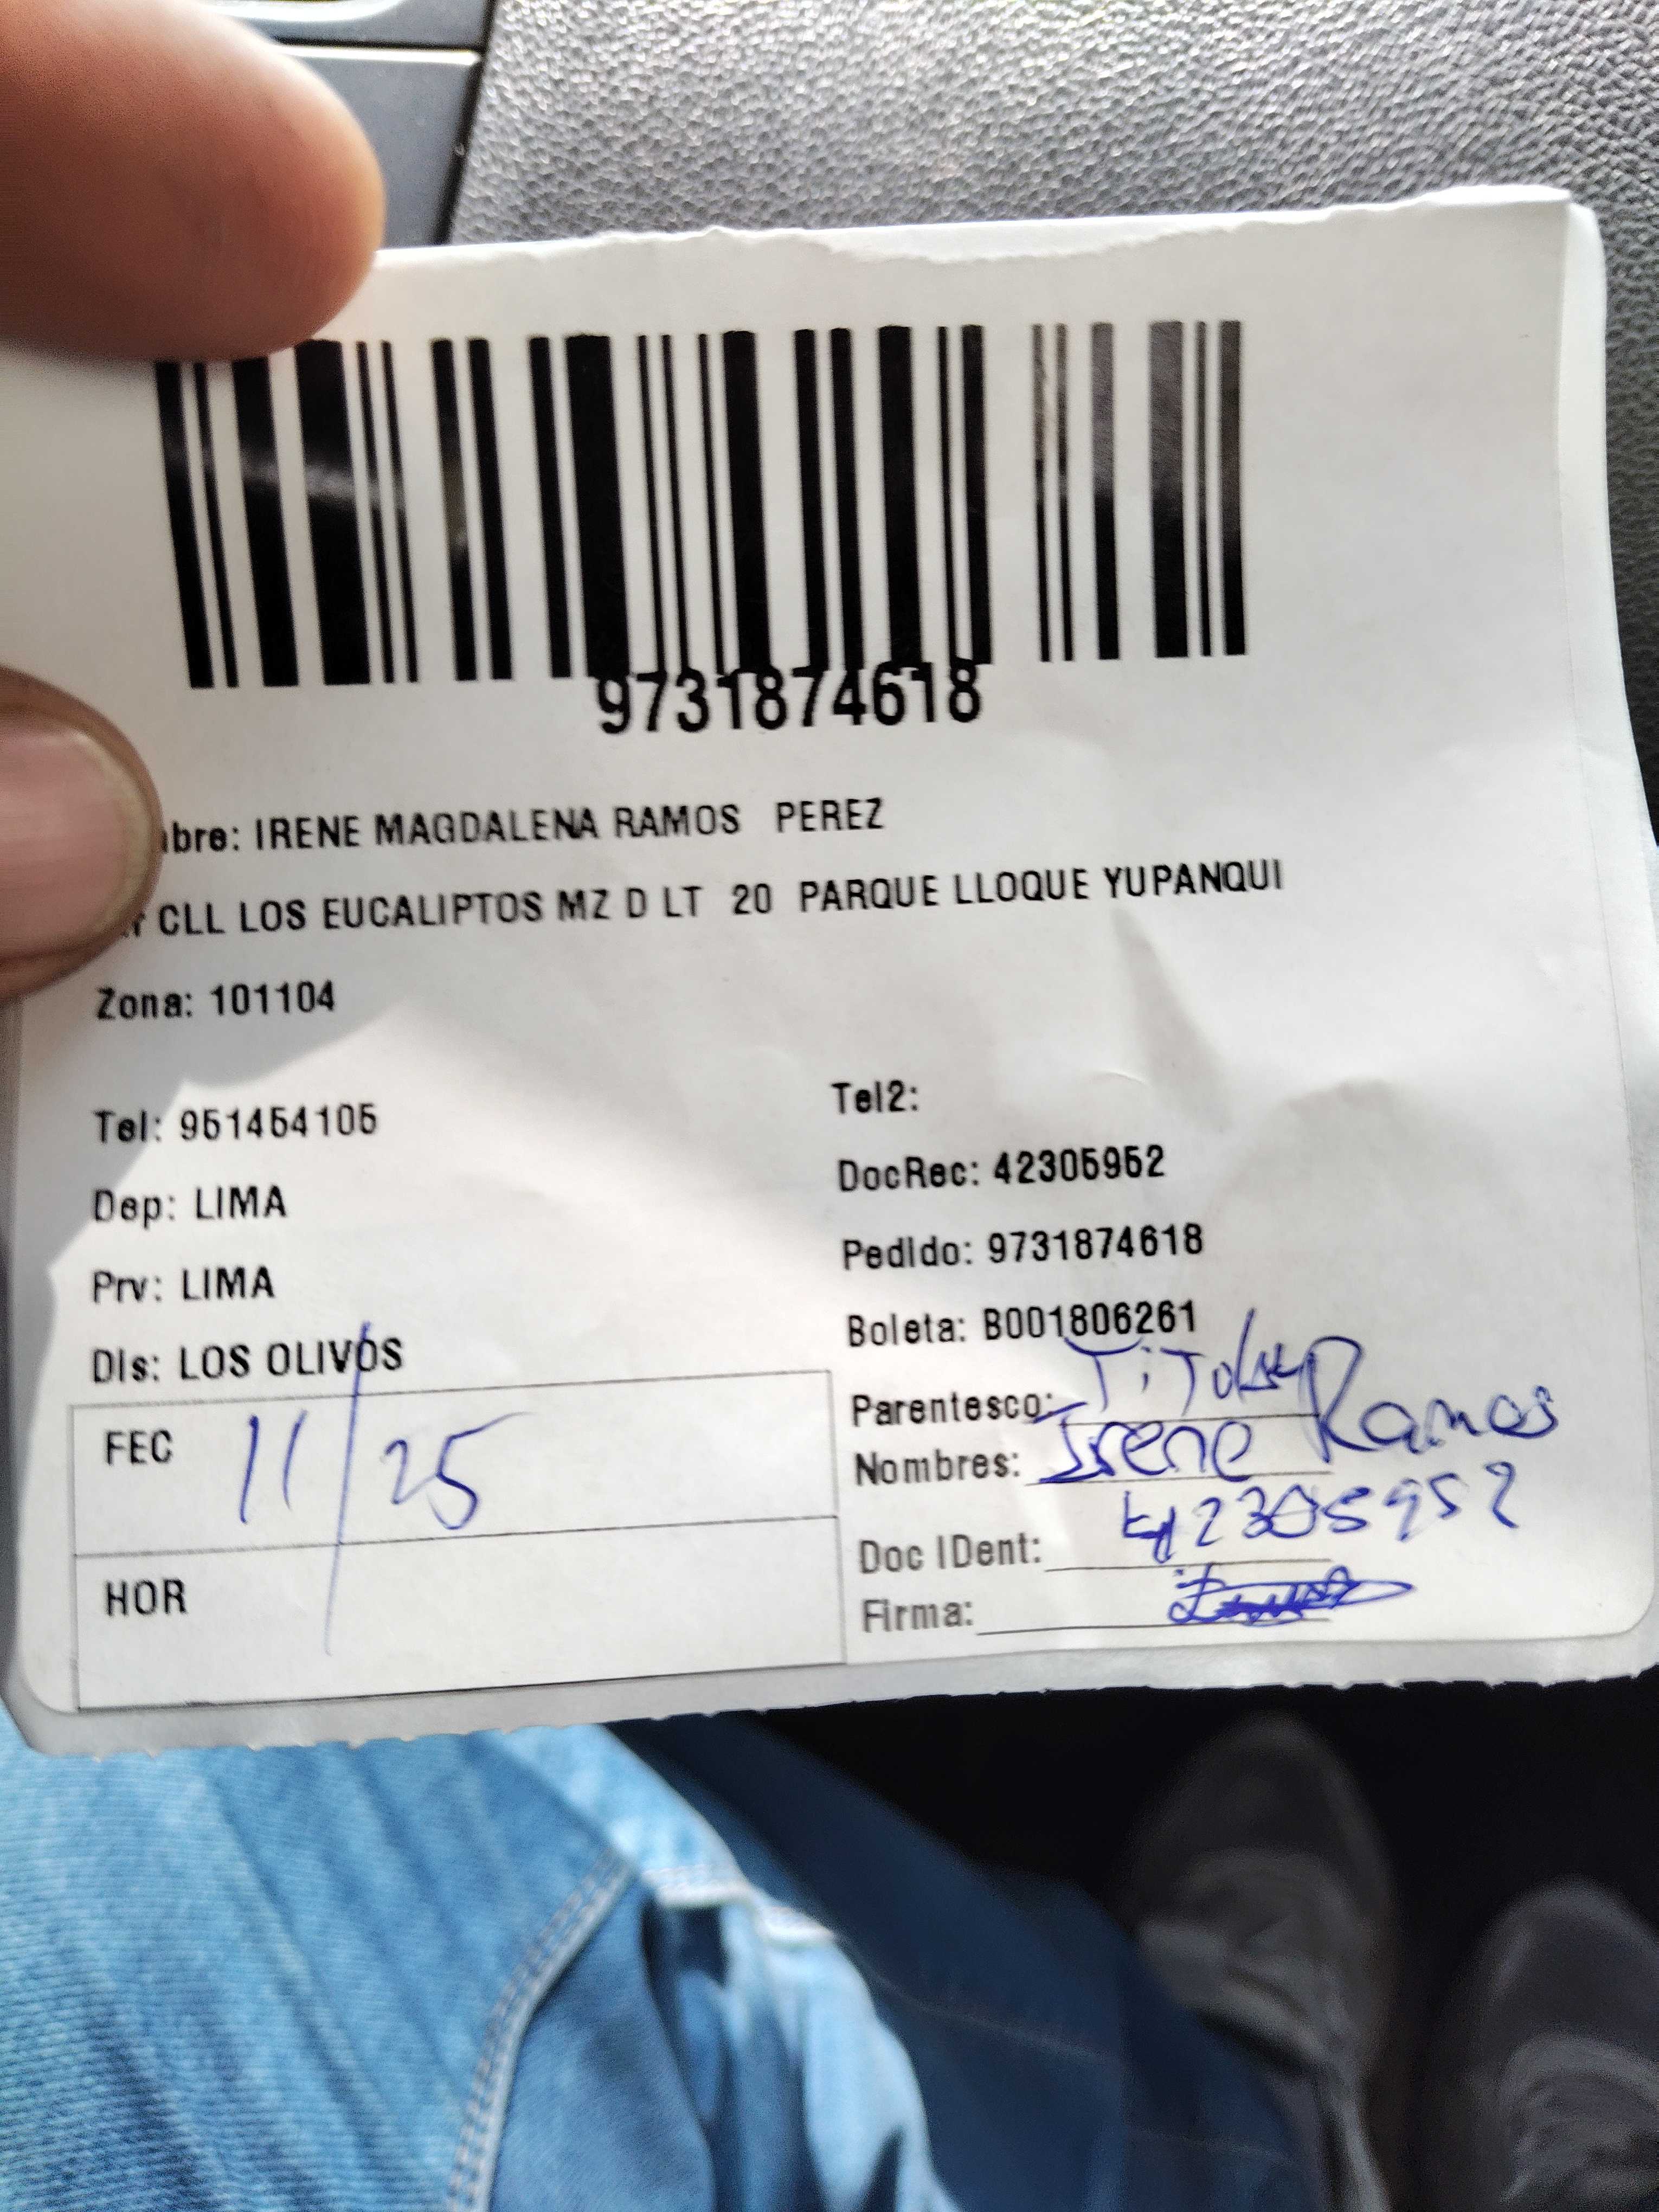 9731874618
bre: IRENE MAGDALENA RAMOS PEREZ
CLL LOS EUCALIPTOS MZ D LT 20 PARQUE LLOQUE YUPANQUI
Zona: 101104
Tel: 951454105
Tel2:
DocRec: 42305952
Dep: LIMA
Pedido: 9731874618
Prv: LIMA
Boleta: B001806261
Dis: LOS OLIVOS
Parentesco: Titular
FEC 11/25
Nombres: Irene Ramos
Doc IDent: 42305952
HOR
Firma: